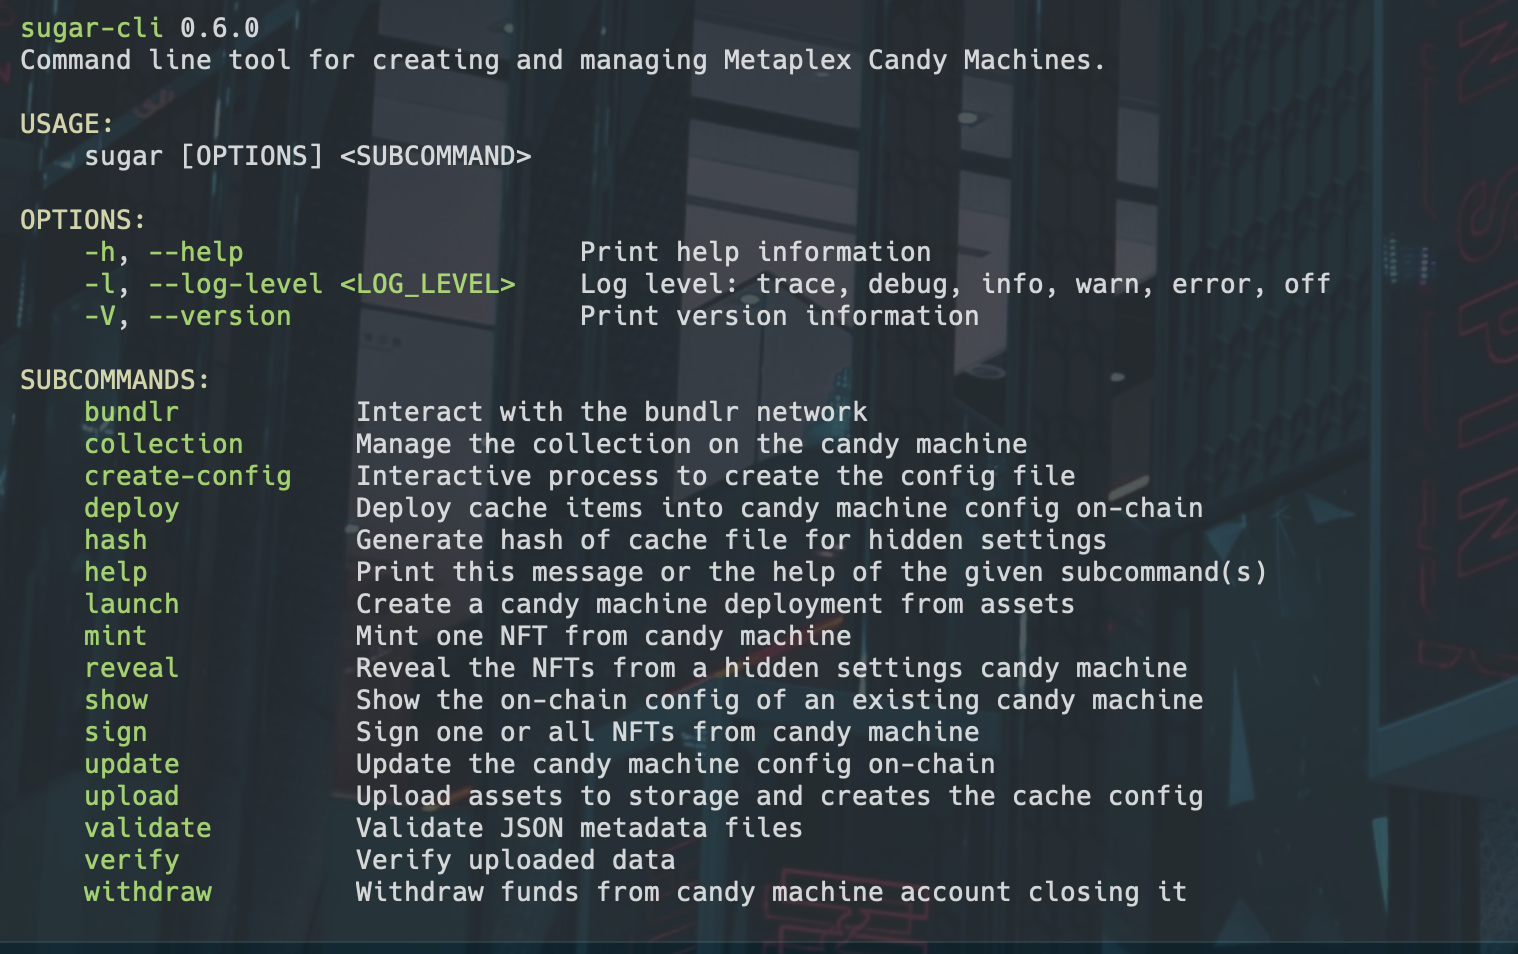 sugar-cli 0.6.0
Command line tool for creating and managing Metaplex Candy Machines.
USAGE:
sugar [OPTIONS] <SUBCOMMAND>
OPTIONS:
-h, --help Print help information
-l, --log-level <LOG_LEVEL> Log level: trace, debug, info, warn, error, off
-V, --version Print version information
SUBCOMMANDS:
bundlr Interact with the bundlr network
collection Manage the collection on the candy machine
create-config Interactive process to create the config file
deploy Deploy cache items into candy machine config on-chain
hash Generate hash of cache file for hidden settings
help Print this message or the help of the given subcommand(s)
launch Create a candy machine deployment from assets
mint Mint one NFT from candy machine
reveal Reveal the NFTs from a hidden settings candy machine
show Show the on-chain config of an existing candy machine
sign Sign one or all NFTs from candy machine
update Update the candy machine config on-chain
upload Upload assets to storage and creates the cache config
validate Validate JSON metadata files
verify Verify uploaded data
withdraw Withdraw funds from candy machine account closing it